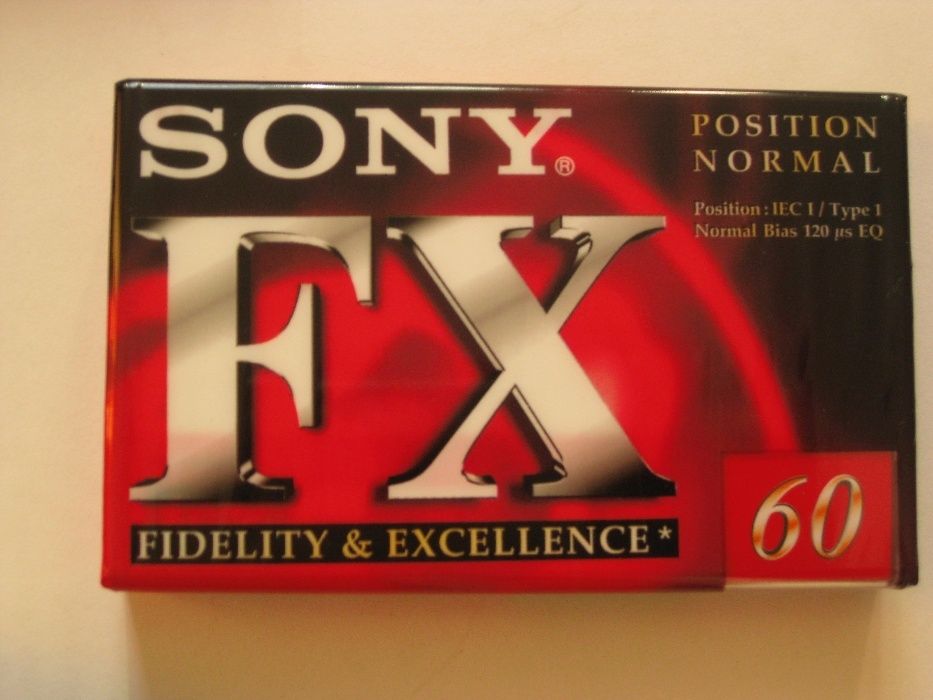 SONY®
POSITION
NORMAL
Position : IEC I / Type I
Normal Bias 120 µs EQ
FX
FIDELITY & EXCELLENCE*
60